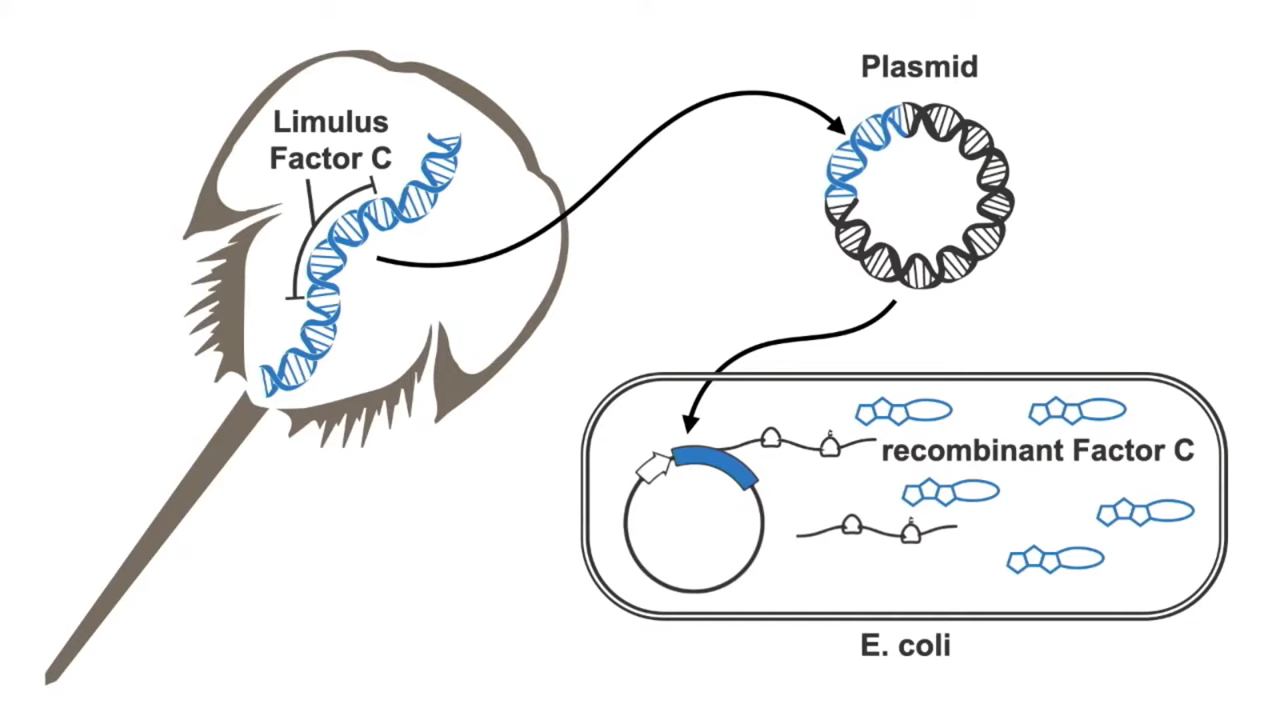 Limulus
Factor C
Plasmid
recombinant Factor C
E. coli